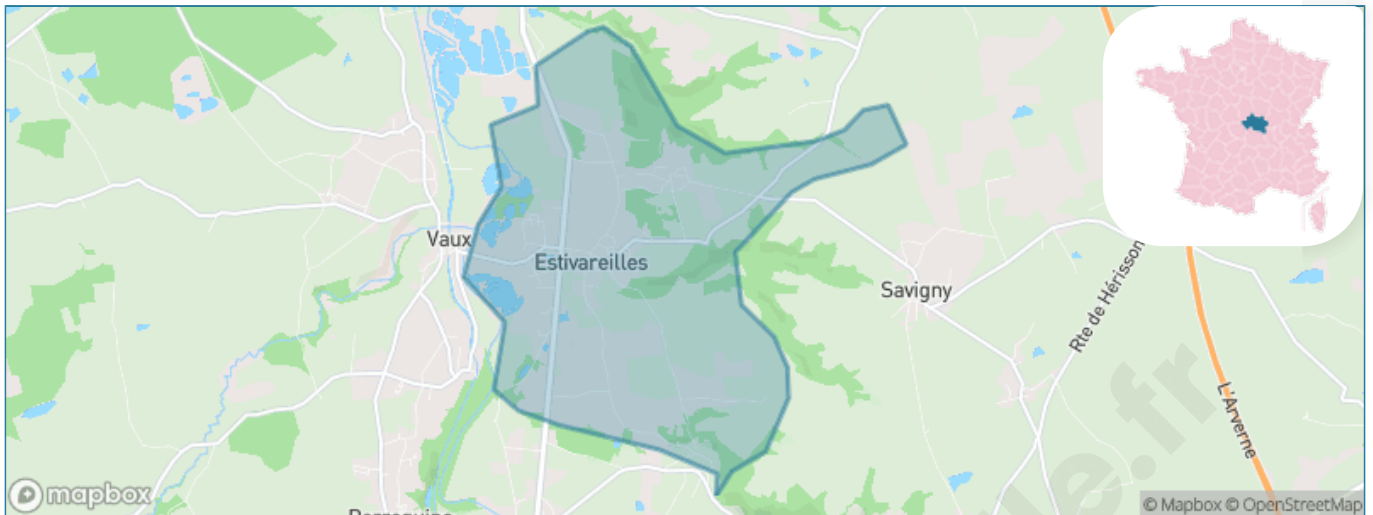 Vaux
Estivareilles
Savigny
Rte de Hérisson
L'Arverne
mapbox
© Mapbox © OpenStreetMap